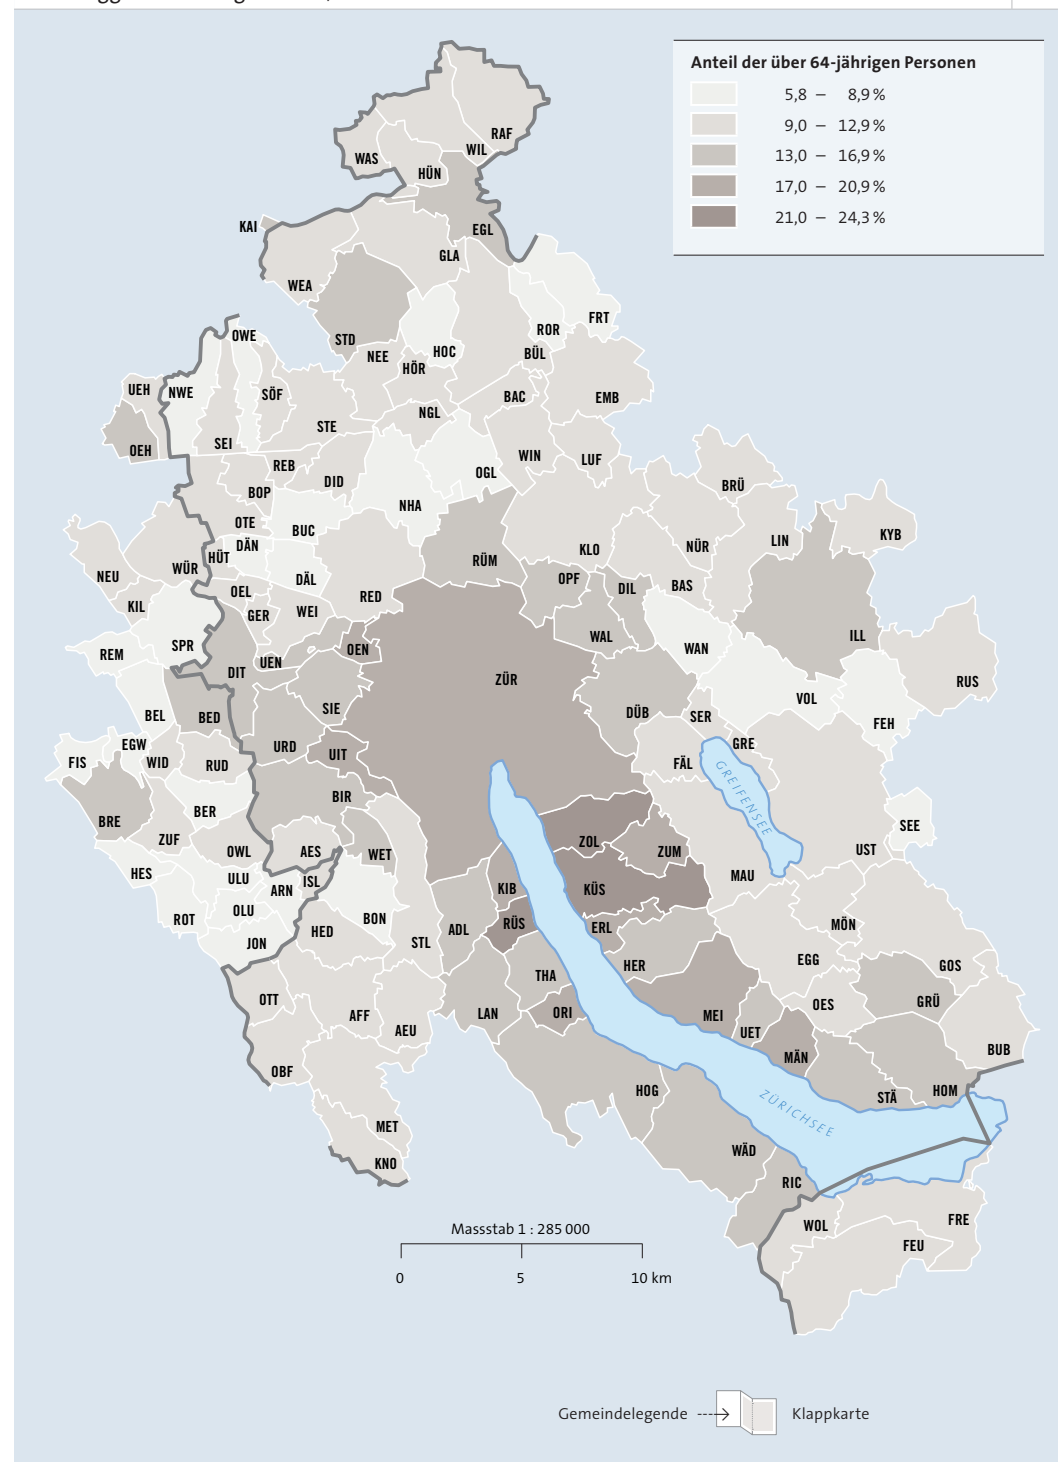 Anteil der über 64-jährigen Personen
5,8 – 8,9 %
9,0 – 12,9 %
13,0 – 16,9 %
17,0 – 20,9 %
21,0 – 24,3 %
RAF
WIL
WAS
HÜN
KAI
EGL
GLA
WEA
FRT
ROR
OWE
STD
HOC
BÜL
NEE
HÖR
UEH
NWE
SÖF
BAC
EMB
NGL
STE
SEI
OEH
WIN
LUF
REB
OGL
DID
BRÜ
BOP
NHA
OTE
BUC
KYB
LIN
DÄN
NÜR
KLO
HÜT
RÜM
WÜR
NEU
DÄL
OPF
DIL
BAS
OEL
RED
KIL
GER
WEI
WAL
ILL
SPR
OEN
WAN
REM
UEN
DIT
ZÜR
RUS
VOL
SIE
DÜB
SER
BEL
BED
FEH
EGW
URD
GRE
UIT
FIS
WID
RUD
FÄL
BIR
GREIFENSEE
BER
BRE
SEE
ZUF
ZOL
OWL
AES
WET
ZUM
UST
HES
ULU
ISL
MAU
ARN
KIB
KÜS
OLU
ROT
BON
RÜS
MÖN
HED
ADL
ERL
JON
STL
EGG
HER
GOS
THA
OTT
GRÜ
OES
AFF
LAN
ORI
MEI
AEU
UET
BUB
MÄN
OBF
HOG
HOM
STÄ
ZÜRICHSEE
MET
WÄD
KNO
RIC
FRE
WOL
Massstab 1 : 285 000
FEU
0 5 10 km
Gemeindelegende Klappkarte